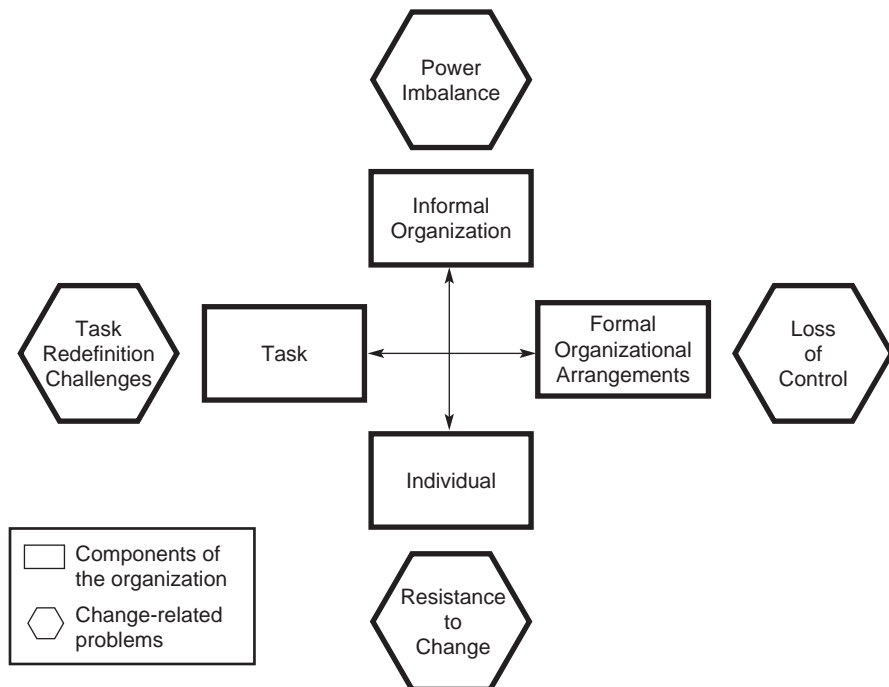 Power
Imbalance
Informal
Organization
Task
Redefinition
Challenges
Task
Formal
Organizational
Arrangements
Loss
of
Control
Individual
Components of
the organization
Change-related
problems
Resistance
to
Change